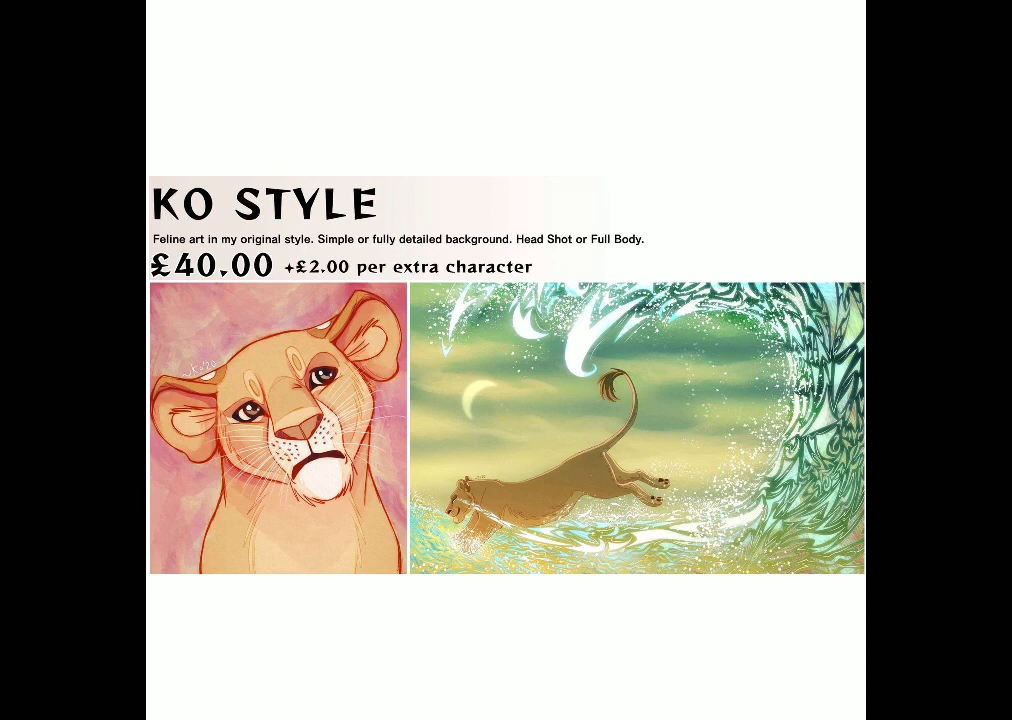 KO STYLE
Feline art in my original style. Simple or fully detailed background. Head Shot or Full Body.
£40.00 +£2.00 per extra character